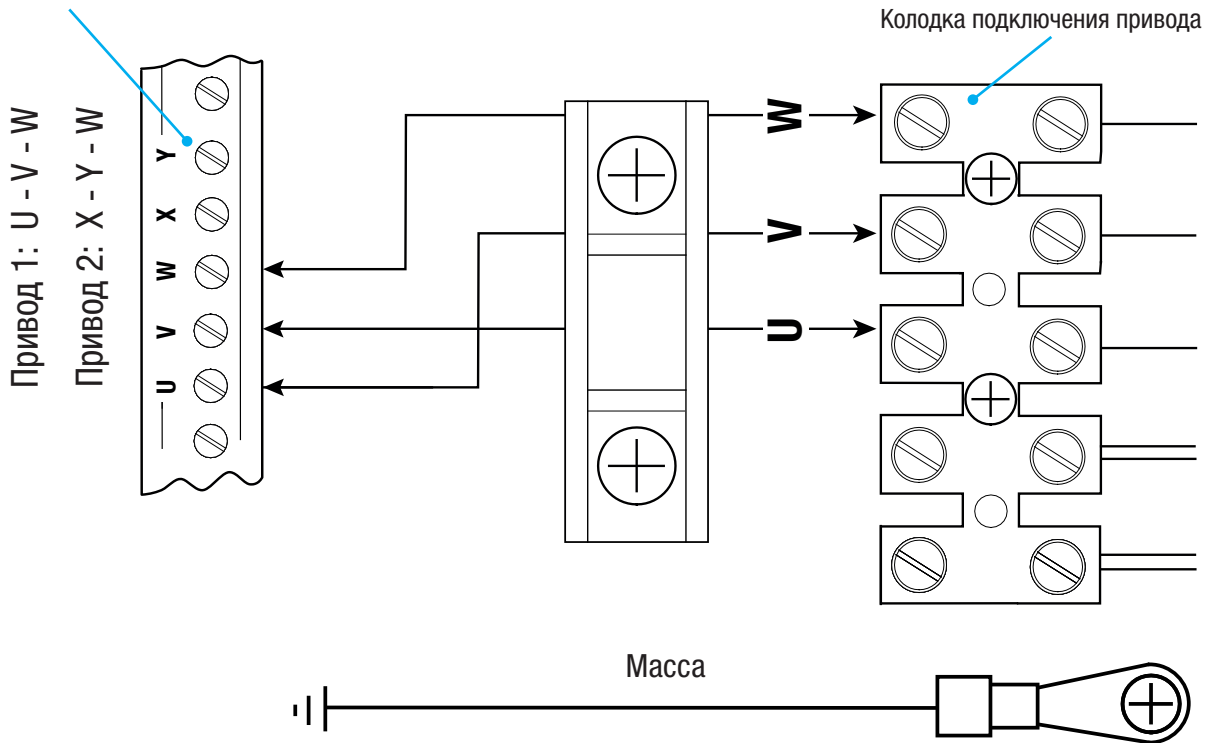 Колодка подключения привода
Привод 1: U - V - W
Привод 2: X - Y - W
Y
X
W
V
U
W
V
U
Масса